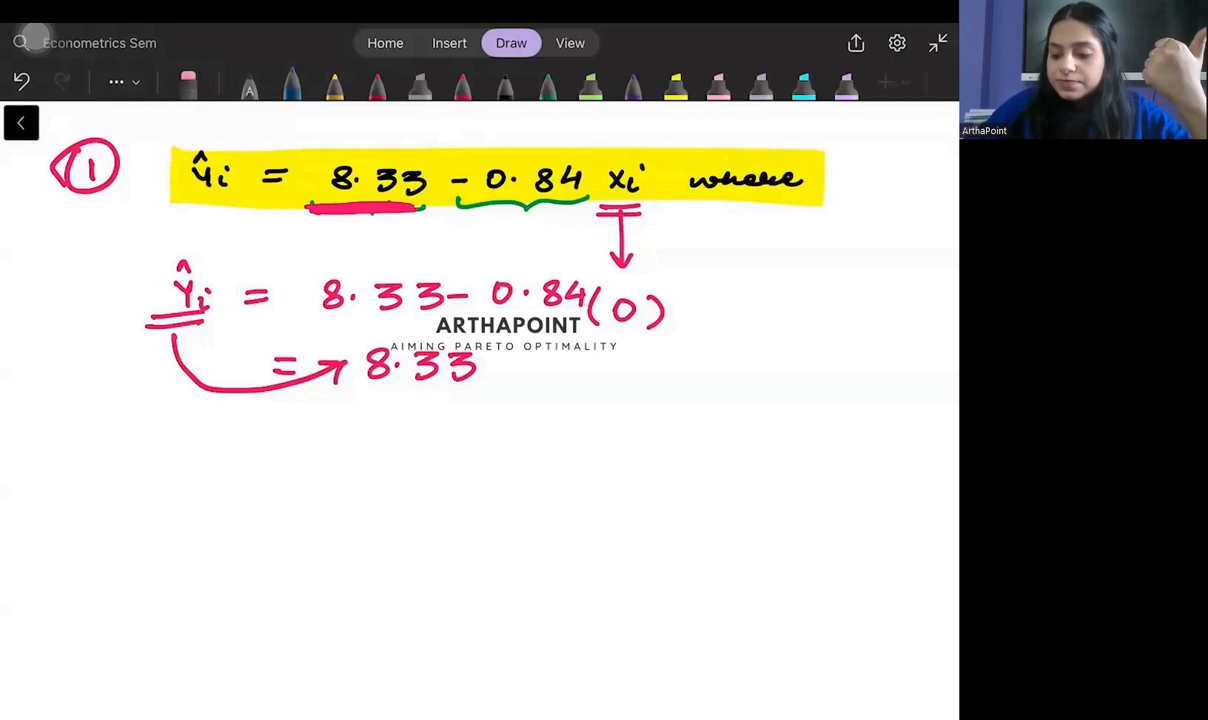 Econometrics Sem
Home Insert Draw View
A
ArthaPoint
1
Ŷi = 8.33 - 0.84 Xi where
Ŷi = 8.33 - 0.84(0)
ARTHAPOINT
AIMING PARETO OPTIMALITY
= 8.33